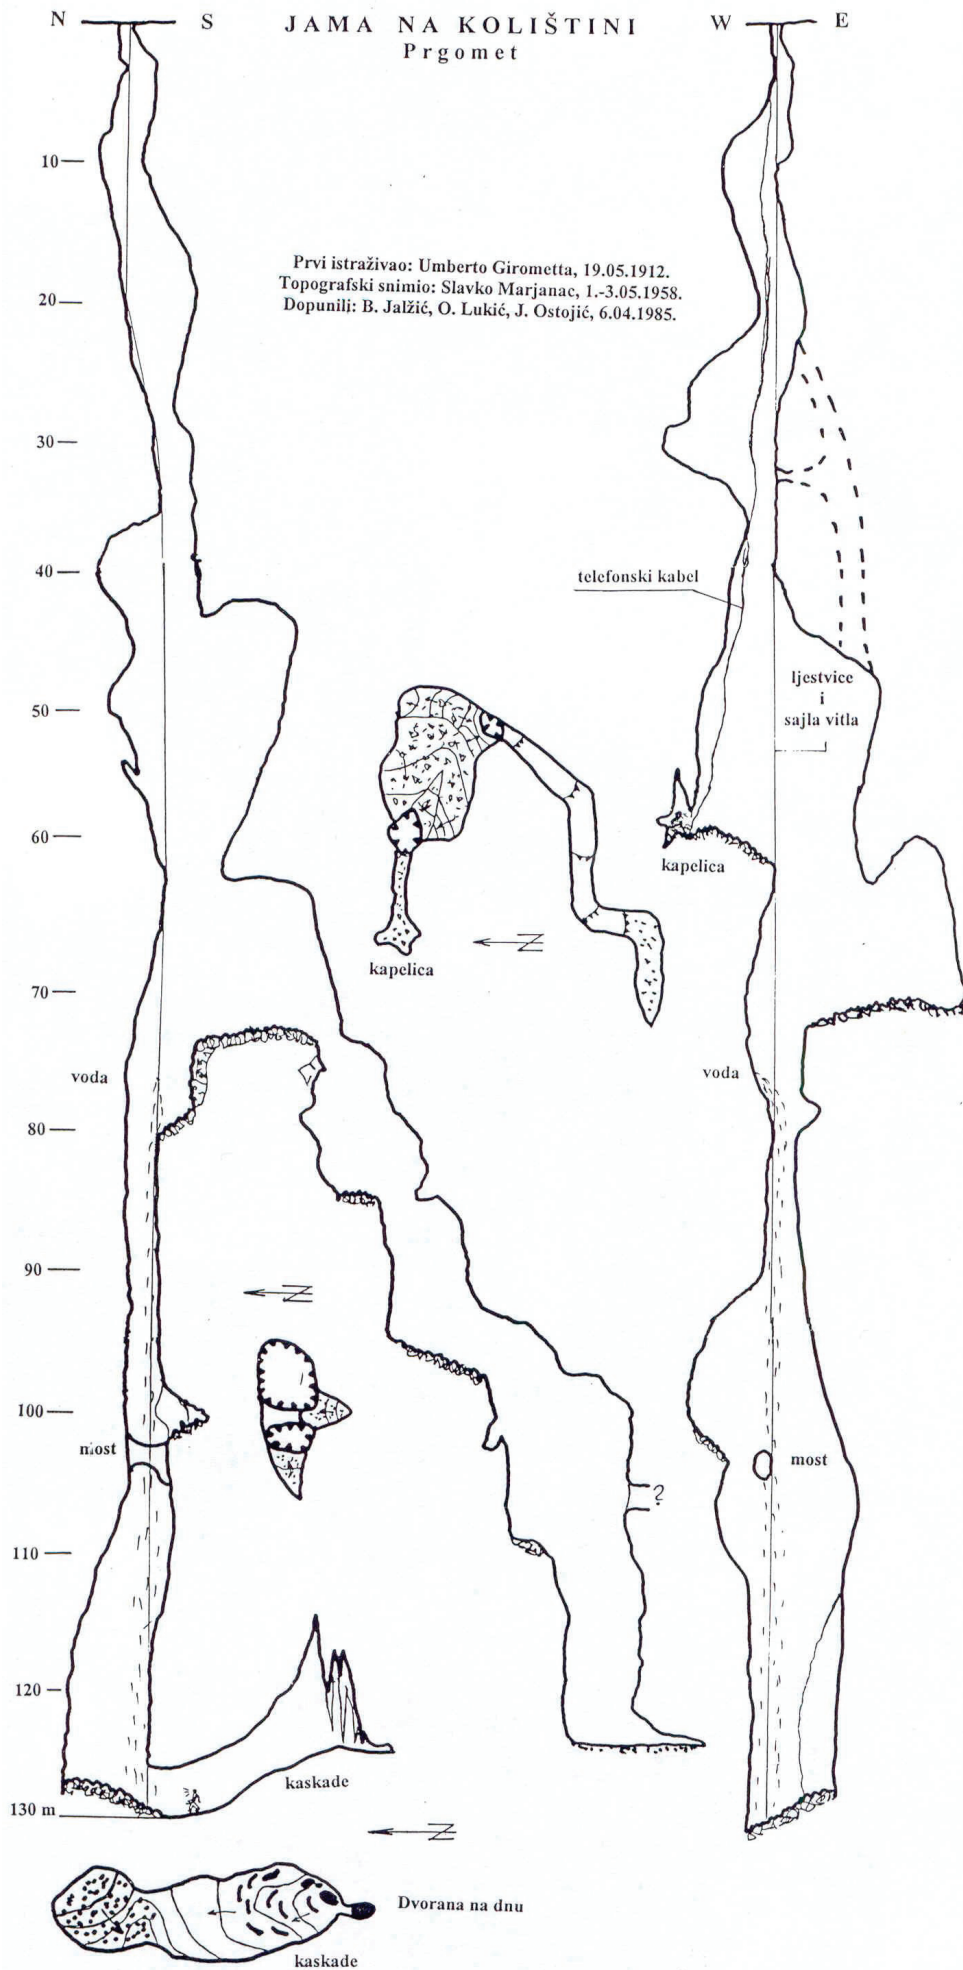 N S JAMA NA KOLIŠTINI W E
Prgomet
10
Prvi istraživao: Umberto Girometta, 19.05.1912.
Topografski snimio: Slavko Marjanac, 1.-3.05.1958.
Dopunili: B. Jalžić, O. Lukić, J. Ostojić, 6.04.1985.
20
30
40
telefonski kabel
ljestvice
i
sajla vitla
50
60
kapelica
N
kapelica
70
voda
voda
80
90
N
100
most
most
?
110
120
kaskade
130 m
N
Dvorana na dnu
kaskade